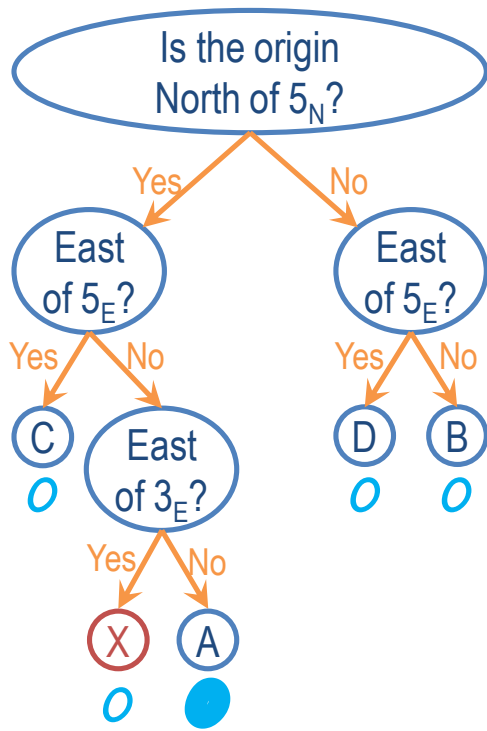 Is the origin
North of 5N?
Yes
No
East
of 5E?
East
of 5E?
Yes
No
Yes
No
C
East
of 3E?
D
B
Yes
No
X
A